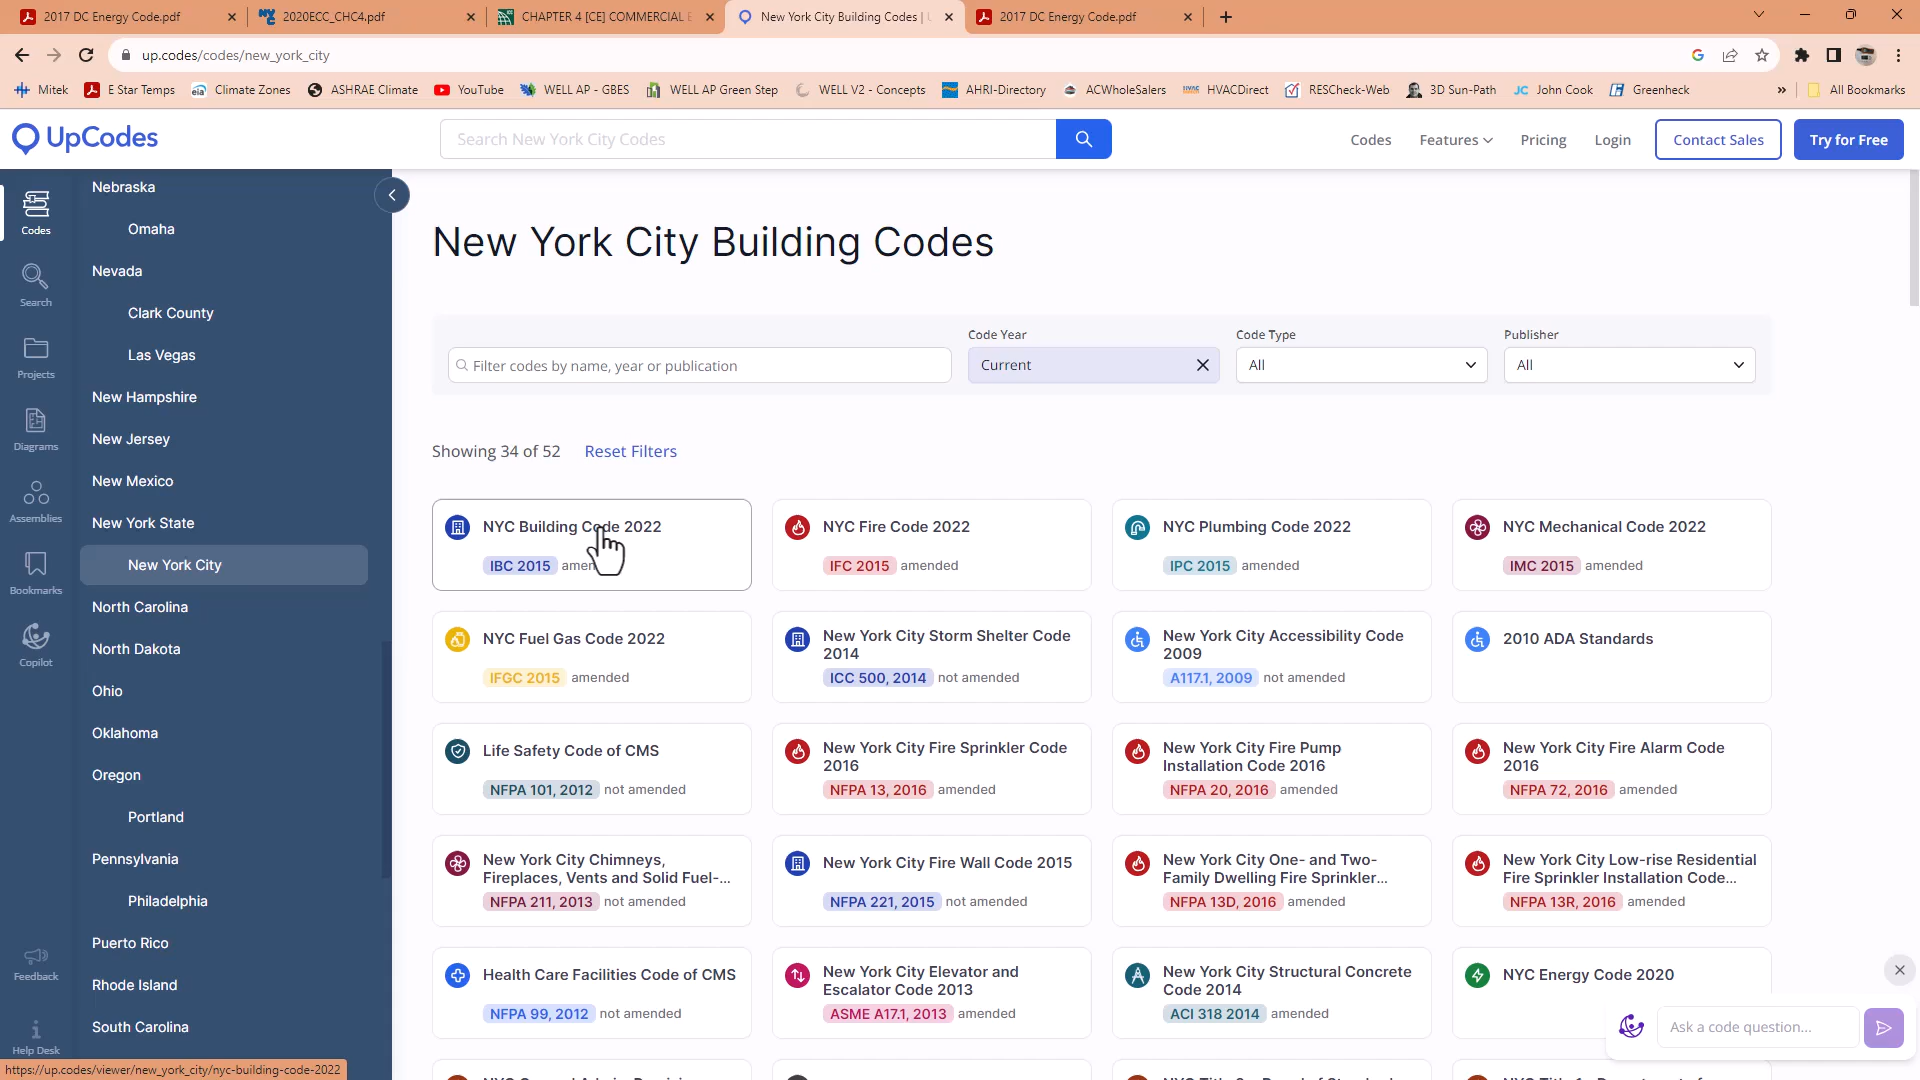 2017 DC Energy Code.pdf
2020ECC_CHC4.pdf
CHAPTER 4 [CE] COMMERCIAL E
New York City Building Codes | U
2017 DC Energy Code.pdf
up.codes/codes/new_york_city
Mitek
E Star Temps
Climate Zones
ASHRAE Climate
YouTube
WELL AP - GBES
WELL AP Green Step
WELL V2 - Concepts
AHRI-Directory
ACWholeSalers
HVACDirect
RESCheck-Web
3D Sun-Path
John Cook
Greenheck
»
All Bookmarks
UpCodes
Search New York City Codes
Codes
Features
Pricing
Login
Contact Sales
Try for Free
Codes
Search
Projects
Diagrams
Assemblies
Bookmarks
Copilot
Feedback
Help Desk
Nebraska
Omaha
Nevada
Clark County
Las Vegas
New Hampshire
New Jersey
New Mexico
New York State
New York City
North Carolina
North Dakota
Ohio
Oklahoma
Oregon
Portland
Pennsylvania
Philadelphia
Puerto Rico
Rhode Island
South Carolina
New York City Building Codes
Filter codes by name, year or publication
Code Year
Current
Code Type
All
Publisher
All
Showing 34 of 52 Reset Filters
NYC Building Code 2022
IBC 2015
NYC Fire Code 2022
IFC 2015 amended
NYC Plumbing Code 2022
IPC 2015 amended
NYC Mechanical Code 2022
IMC 2015 amended
NYC Fuel Gas Code 2022
IFGC 2015 amended
New York City Storm Shelter Code
2014
ICC 500, 2014 not amended
New York City Accessibility Code
2009
A117.1, 2009 not amended
2010 ADA Standards
Life Safety Code of CMS
NFPA 101, 2012 not amended
New York City Fire Sprinkler Code
2016
NFPA 13, 2016 amended
New York City Fire Pump
Installation Code 2016
NFPA 20, 2016 amended
New York City Fire Alarm Code
2016
NFPA 72, 2016 amended
New York City Chimneys,
Fireplaces, Vents and Solid Fuel-...
NFPA 211, 2013 not amended
New York City Fire Wall Code 2015
NFPA 221, 2015 not amended
New York City One- and Two-
Family Dwelling Fire Sprinkler...
NFPA 13D, 2016 amended
New York City Low-rise Residential
Fire Sprinkler Installation Code...
NFPA 13R, 2016 amended
Health Care Facilities Code of CMS
NFPA 99, 2012 not amended
New York City Elevator and
Escalator Code 2013
ASME A17.1, 2013 amended
New York City Structural Concrete
Code 2014
ACI 318 2014 amended
NYC Energy Code 2020
Ask a code question...
https://up.codes/viewer/new_york_city/nyc-building-code-2022